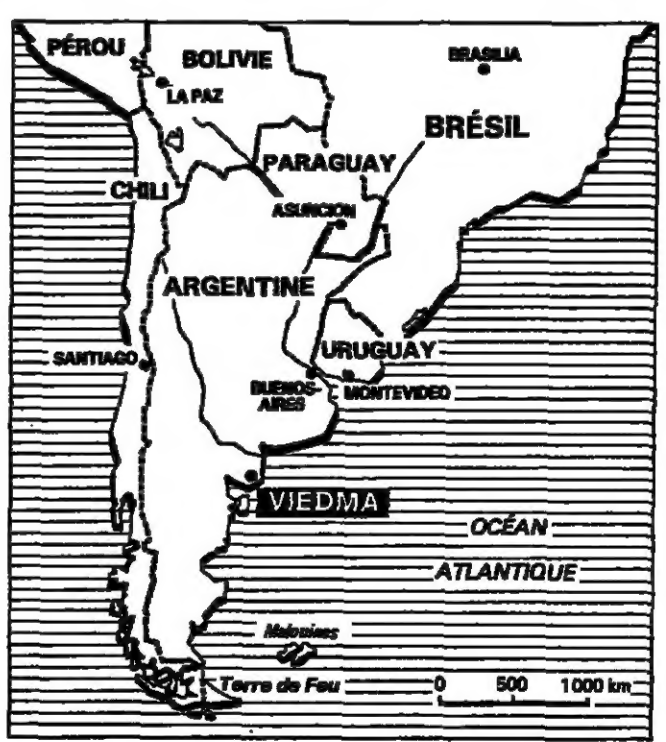 PÉROU
BOLIVIE
BRASILIA
LA PAZ
BRÉSIL
PARAGUAY
CHILI
ASUNCION
ARGENTINE
URUGUAY
SANTIAGO
BUENOS-
AIRES
MONTEVIDEO
VIEDMA
OCÉAN
ATLANTIQUE
Malouines
Terre de Feu
0 500 1000 km